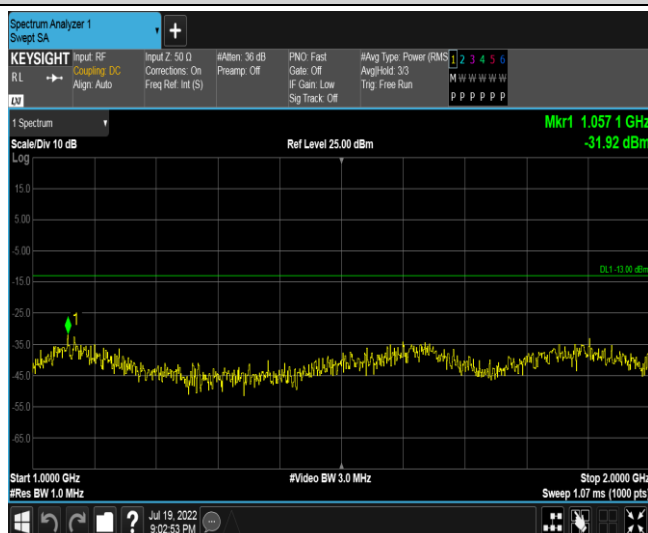 Spectrum Analyzer 1
Swept SA
+
KEYSIGHT
RL
Input: RF
Coupling: DC
Align: Auto
Input Z: 50 Ω
Corrections: On
Freq Ref: Int (S)
#Atten: 36 dB
Preamp: Off
PNO: Fast
Gate: Off
IF Gain: Low
Sig Track: Off
#Avg Type: Power (RMS
Avg|Hold: 3/3
Trig: Free Run
1 2 3 4 5 6
M W W W W W
P P P P P P
LXI
1 Spectrum
Scale/Div 10 dB
Ref Level 25.00 dBm
Mkr1 1.057 1 GHz
-31.92 dBm
Log
15.0
5.00
-5.00
DL1 -13.00 dBm
-15.0
-25.0
1
-35.0
-45.0
-55.0
-65.0
Start 1.0000 GHz
#Video BW 3.0 MHz
Stop 2.0000 GHz
#Res BW 1.0 MHz
Sweep 1.07 ms (1000 pts)
?
Jul 19, 2022
9:02:53 PM